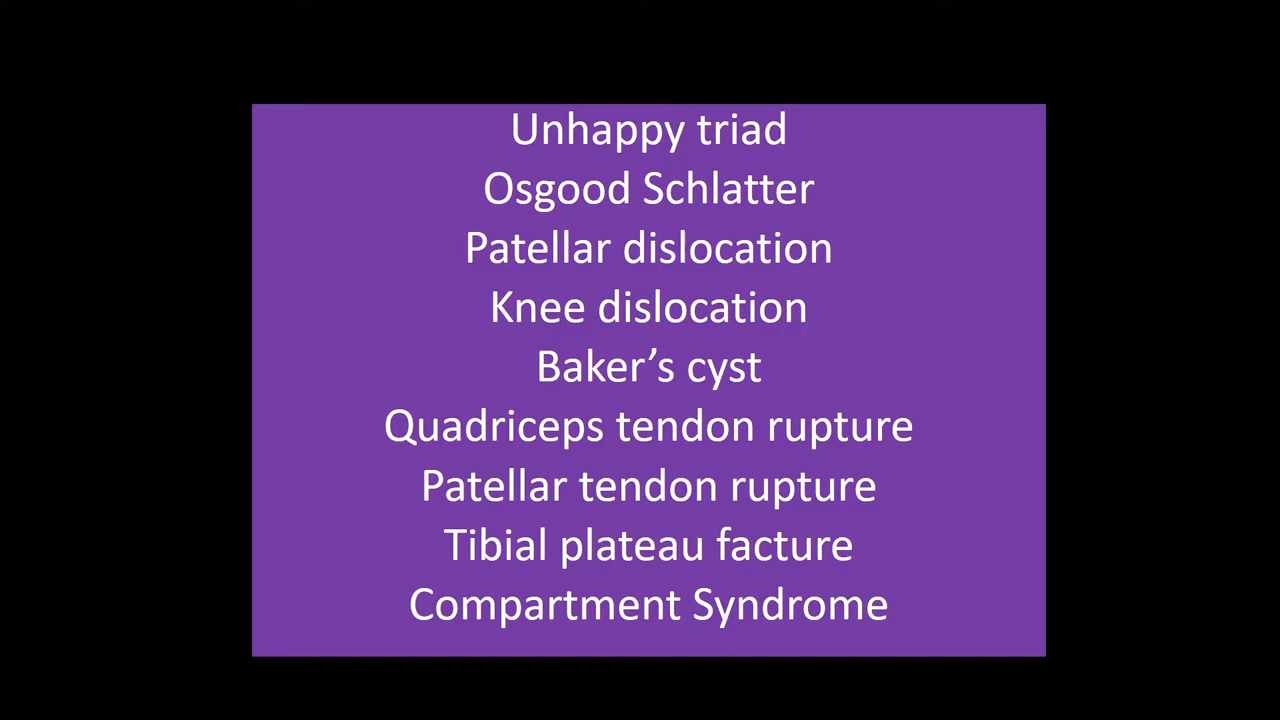 Unhappy triad
Osgood Schlatter
Patellar dislocation
Knee dislocation
Baker’s cyst
Quadriceps tendon rupture
Patellar tendon rupture
Tibial plateau facture
Compartment Syndrome